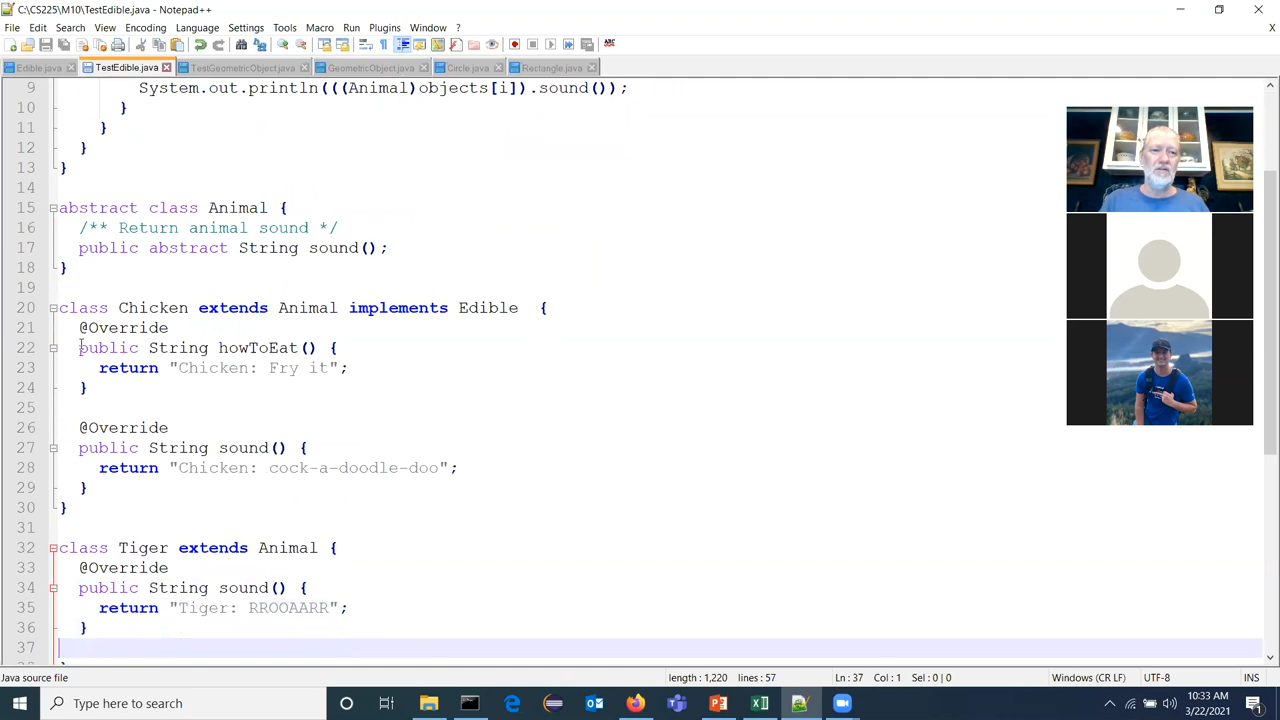 C:\CS225\M10\TestEdible.java - Notepad++
File Edit Search View Encoding Language Settings Tools Macro Run Plugins Window ?
Edible.java TestEdible.java TestGeometricObject.java GeometricObject.java Circle.java Rectangle.java
9 System.out.println(((Animal)objects[i]).sound());
10 }
11 }
12 }
13 }
14
15 abstract class Animal {
16 /** Return animal sound */
17 public abstract String sound();
18 }
19
20 class Chicken extends Animal implements Edible {
21 @Override
22 public String howToEat() {
23 return "Chicken: Fry it";
24 }
25
26 @Override
27 public String sound() {
28 return "Chicken: cock-a-doodle-doo";
29 }
30 }
31
32 class Tiger extends Animal {
33 @Override
34 public String sound() {
35 return "Tiger: RROOAARR";
36 }
37
Java source file length : 1,220 lines : 57 Ln : 37 Col : 1 Sel : 0 | 0 Windows (CR LF) UTF-8 INS
Type here to search
10:33 AM
3/22/2021